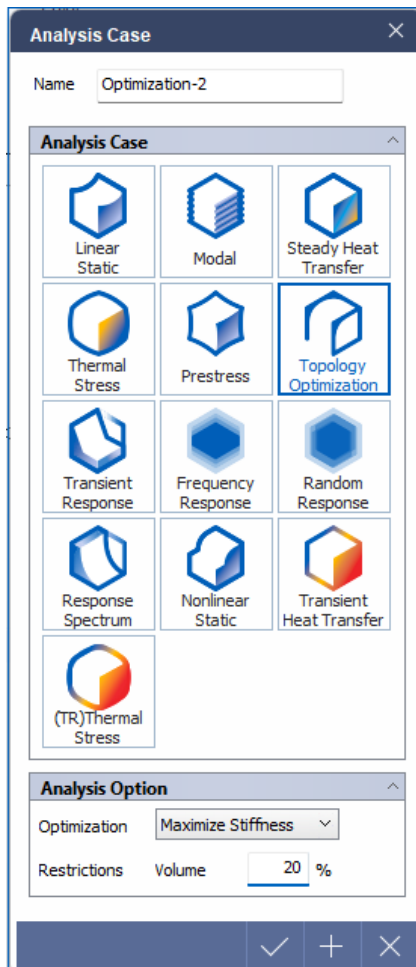 Analysis Case
Name Optimization-2
Analysis Case
Linear
Static
Modal
Steady Heat
Transfer
Thermal
Stress
Prestress
Topology
Optimization
Transient
Response
Frequency
Response
Random
Response
Response
Spectrum
Nonlinear
Static
Transient
Heat Transfer
(TR)Thermal
Stress
Analysis Option
Optimization Maximize Stiffness
Restrictions Volume 20 %